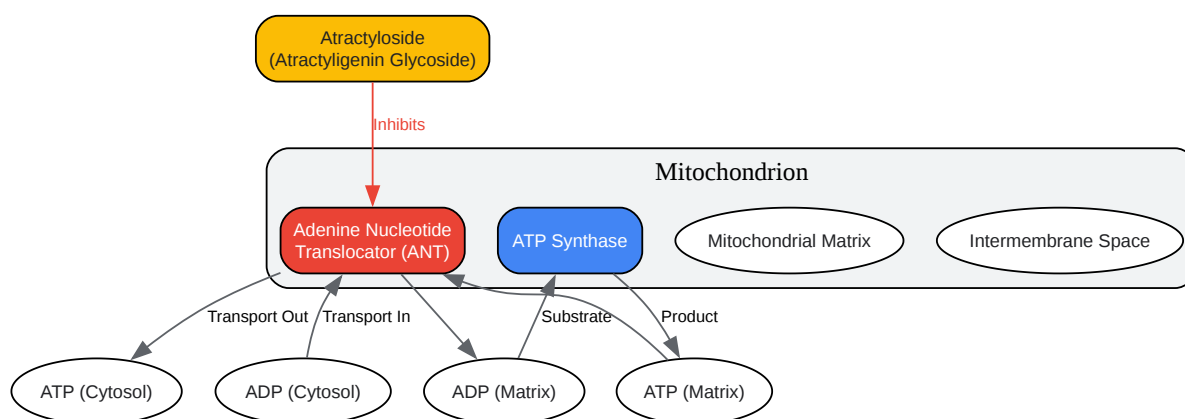 Atractyloside
(Atractyligenin Glycoside)
Inhibits
Mitochondrion
Adenine Nucleotide
Translocator (ANT)
ATP Synthase
Mitochondrial Matrix
Intermembrane Space
Transport Out
Transport In
Substrate
Product
ATP (Cytosol)
ADP (Cytosol)
ADP (Matrix)
ATP (Matrix)